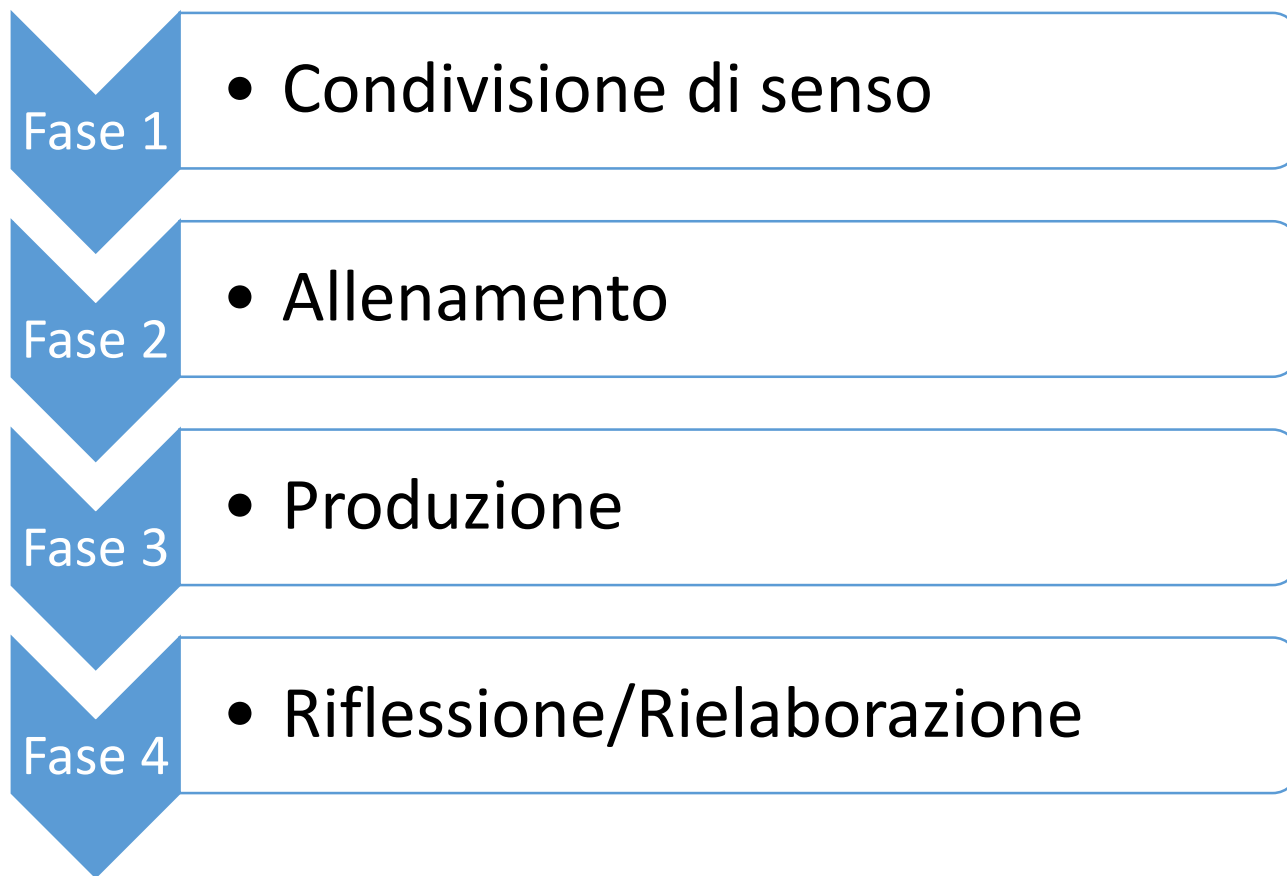 Fase 1
• Condivisione di senso
Fase 2
• Allenamento
Fase 3
• Produzione
Fase 4
• Riflessione/Rielaborazione